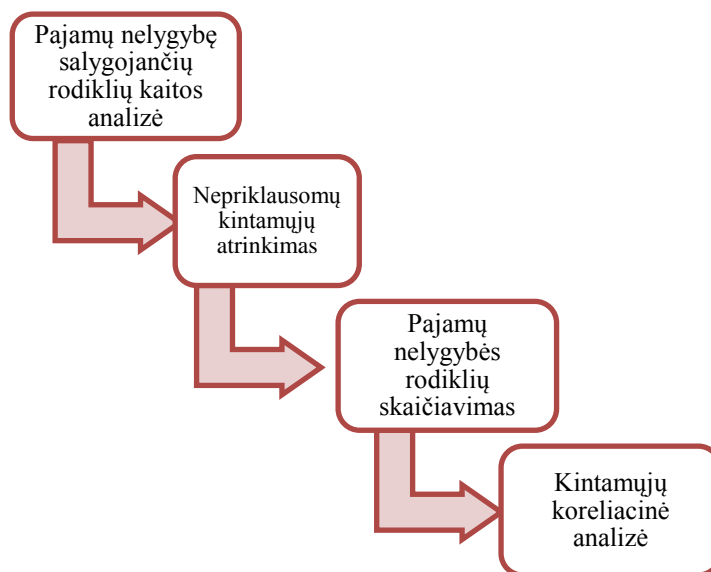 Pajamų nelygybę
salygojančių
rodiklių kaitos
analizė
Nepriklausomų
kintamųjų
atrinkimas
Pajamų
nelygybės
rodiklių
skaičiavimas
Kintamųjų
koreliacinė
analizė